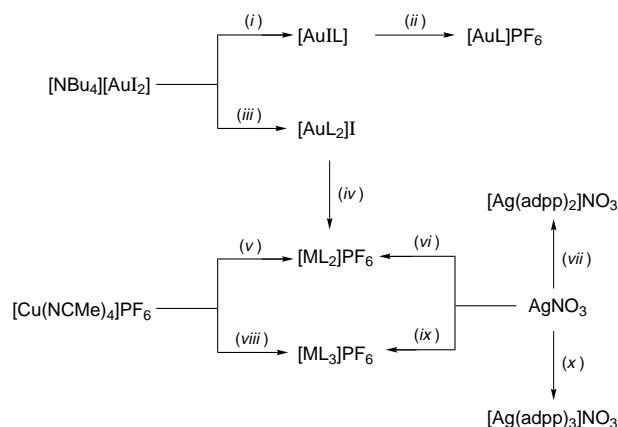 (i) (ii)
[AuIL] [AuL]PF6
[NBu4][AuI2]
(iii)
[AuL2]I
(iv)
[Ag(adpp)2]NO3
(v) (vi)
[ML2]PF6
(vii)
[Cu(NCMe)4]PF6 AgNO3
(viii) (ix)
[ML3]PF6
(x)
[Ag(adpp)3]NO3